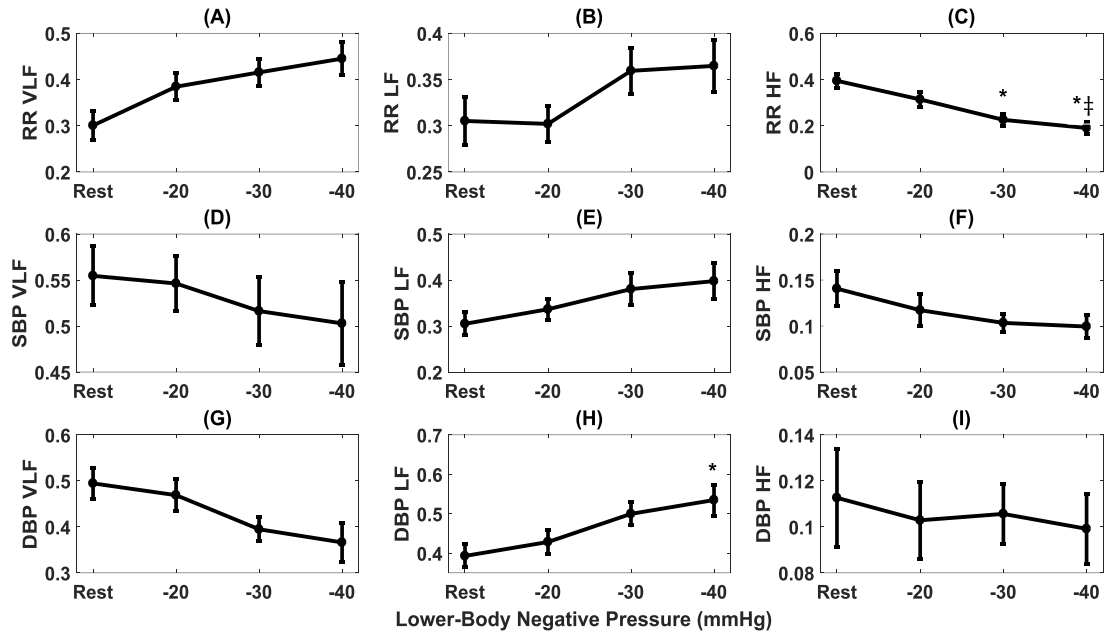 (A)
(B)
(C)
RR VLF
0.5
0.4
0.3
0.2
Rest
-20
-30
-40
RR LF
0.4
0.35
0.3
0.25
Rest
-20
-30
-40
RR HF
0.6
0.4
0.2
0
*
*‡
Rest
-20
-30
-40
(D)
(E)
(F)
SBP VLF
0.6
0.55
0.5
0.45
Rest
-20
-30
-40
SBP LF
0.5
0.4
0.3
0.2
Rest
-20
-30
-40
SBP HF
0.2
0.15
0.1
0.05
Rest
-20
-30
-40
(G)
(H)
(I)
DBP VLF
0.6
0.5
0.4
0.3
Rest
-20
-30
-40
DBP LF
0.7
0.6
0.5
0.4
*
Rest
-20
-30
-40
DBP HF
0.14
0.12
0.1
0.08
Rest
-20
-30
-40
Lower-Body Negative Pressure (mmHg)